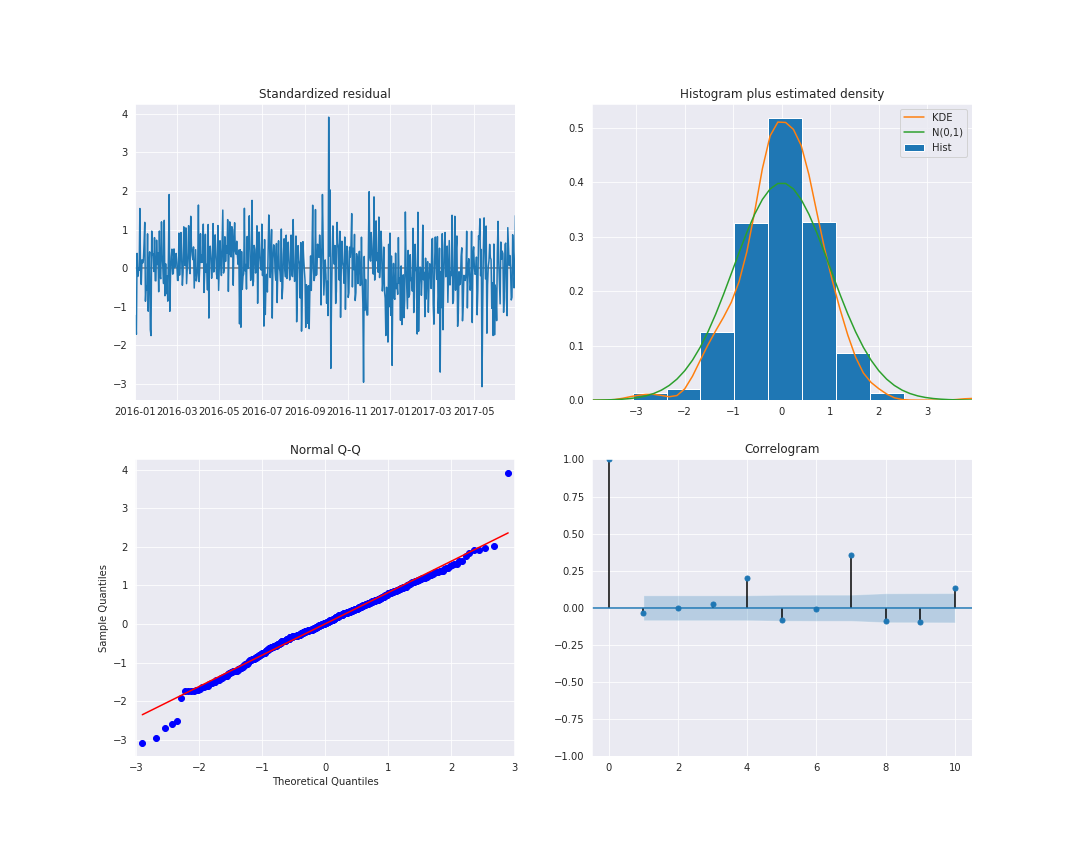 Standardized residual
4
3
2
1
0
−1
−2
−3
2016-01 2016-03 2016-05 2016-07 2016-09 2016-11 2017-01 2017-03 2017-05
Histogram plus estimated density
KDE
N(0,1)
Hist
0.5
0.4
0.3
0.2
0.1
0.0
−3 −2 −1 0 1 2 3
Normal Q-Q
4
3
2
1
0
−1
−2
−3
Sample Quantiles
−3 −2 −1 0 1 2 3
Theoretical Quantiles
Correlogram
1.00
0.75
0.50
0.25
0.00
−0.25
−0.50
−0.75
−1.00
0 2 4 6 8 10